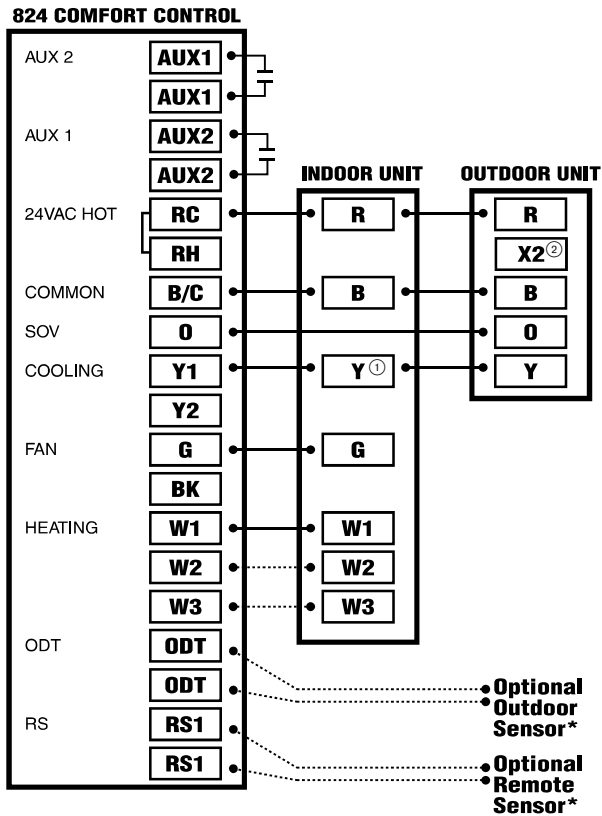 824 COMFORT CONTROL
AUX 2 AUX1
AUX1
AUX 1 AUX2
AUX2
INDOOR UNIT OUTDOOR UNIT
24VAC HOT RC R R
RH X2②
COMMON B/C B B
SOV O O
COOLING Y1 Y① Y
Y2
FAN G G
BK
HEATING W1 W1
W2 W2
W3 W3
ODT ODT
ODT
Optional
Outdoor
Sensor*
RS RS1
RS1
Optional
Remote
Sensor*